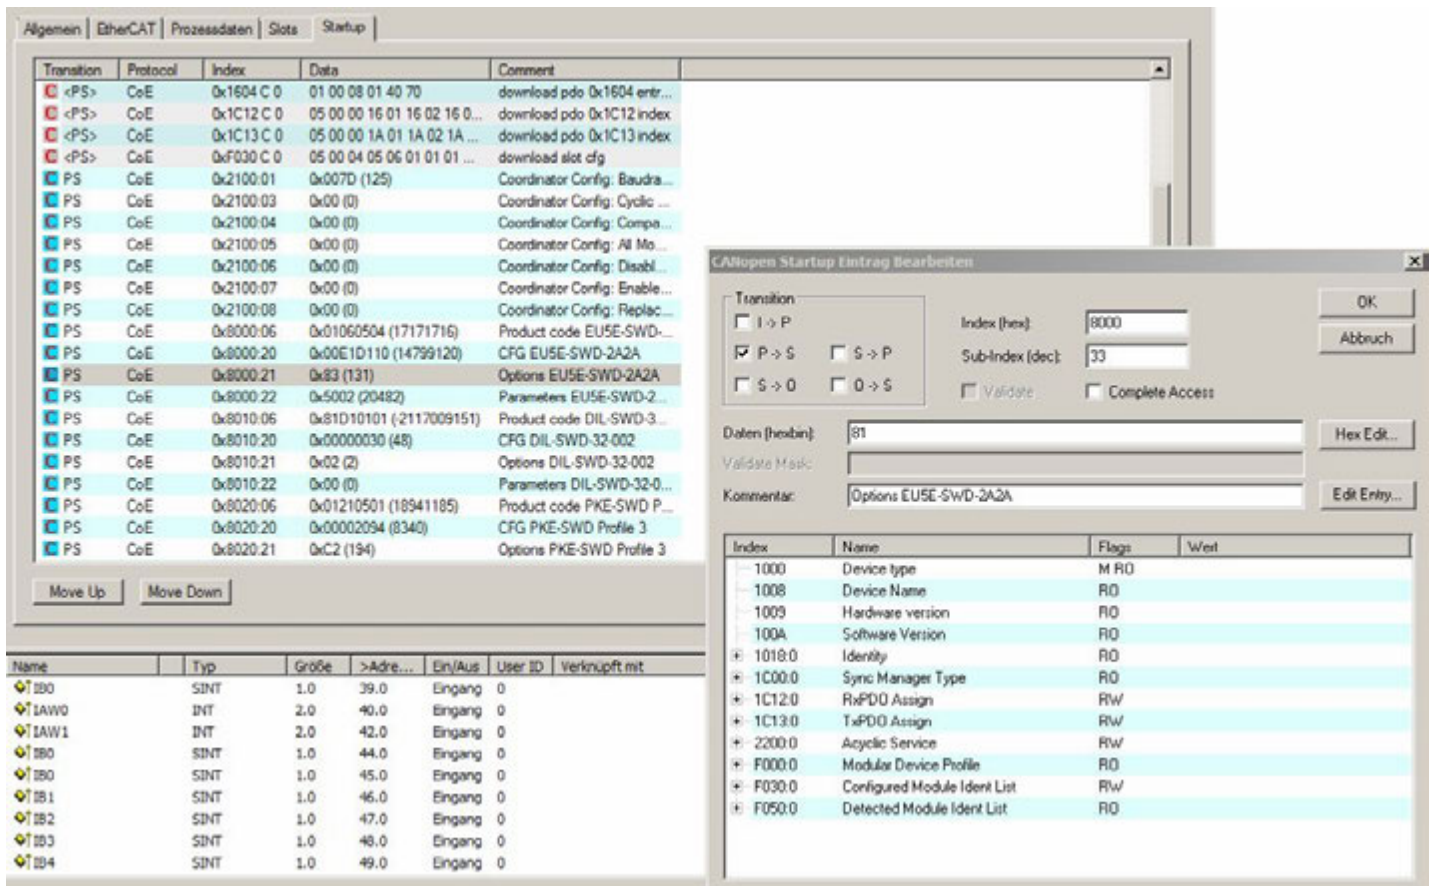 Allgemein EtherCAT Prozessdaten Slots Startup
Transition Protocol Index Data Comment
C <PS> CoE 0x1604 C 0 01 00 08 01 40 70 download pdo 0x1604 entr...
C <PS> CoE 0x1C12 C 0 05 00 00 16 01 16 02 16 0... download pdo 0x1C12 index
C <PS> CoE 0x1C13 C 0 05 00 00 1A 01 1A 02 1A ... download pdo 0x1C13 index
C <PS> CoE 0xF030 C 0 05 00 04 05 06 01 01 01 ... download slot cfg
C PS CoE 0x2100:01 0x007D (125) Coordinator Config: Baudra...
C PS CoE 0x2100:03 0x00 (0) Coordinator Config: Cyclic ...
C PS CoE 0x2100:04 0x00 (0) Coordinator Config: Compa...
C PS CoE 0x2100:05 0x00 (0) Coordinator Config: All Mo...
C PS CoE 0x2100:06 0x00 (0) Coordinator Config: Disabl...
C PS CoE 0x2100:07 0x00 (0) Coordinator Config: Enable...
C PS CoE 0x2100:08 0x00 (0) Coordinator Config: Replac...
C PS CoE 0x8000:06 0x01060504 (17171716) Product code EU5E-SWD-...
C PS CoE 0x8000:20 0x00E1D110 (14799120) CFG EU5E-SWD-2A2A
C PS CoE 0x8000:21 0x83 (131) Options EU5E-SWD-2A2A
C PS CoE 0x8000:22 0x5002 (20482) Parameters EU5E-SWD-2...
C PS CoE 0x8010:06 0x81D10101 (-2117009151) Product code DIL-SWD-3...
C PS CoE 0x8010:20 0x00000030 (48) CFG DIL-SWD-32-002
C PS CoE 0x8010:21 0x02 (2) Options DIL-SWD-32-002
C PS CoE 0x8010:22 0x00 (0) Parameters DIL-SWD-32-0...
C PS CoE 0x8020:06 0x01210501 (18941185) Product code PKE-SWD P...
C PS CoE 0x8020:20 0x00002094 (8340) CFG PKE-SWD Profile 3
C PS CoE 0x8020:21 0xC2 (194) Options PKE-SWD Profile 3
Move Up Move Down
Name Typ Größe >Adre... Ein/Aus User ID Verknüpft mit
IB0 SINT 1.0 39.0 Eingang 0
IAW0 INT 2.0 40.0 Eingang 0
IAW1 INT 2.0 42.0 Eingang 0
IB0 SINT 1.0 44.0 Eingang 0
IB0 SINT 1.0 45.0 Eingang 0
IB1 SINT 1.0 46.0 Eingang 0
IB2 SINT 1.0 47.0 Eingang 0
IB3 SINT 1.0 48.0 Eingang 0
IB4 SINT 1.0 49.0 Eingang 0
CANopen Startup Eintrag Bearbeiten
Transition
I -> P
P -> S S -> P
S -> O O -> S
Index (hex): 8000
Sub-Index (dec): 33
Validate Complete Access
OK
Abbruch
Daten (hexbin): 81 Hex Edit...
Validate Mask:
Kommentar: Options EU5E-SWD-2A2A Edit Entry...
Index Name Flags Wert
1000 Device type M RO
1008 Device Name RO
1009 Hardware version RO
100A Software Version RO
1018:0 Identity RO
1C00:0 Sync Manager Type RO
1C12:0 RxPDO Assign RW
1C13:0 TxPDO Assign RW
2200:0 Acyclic Service RW
F000:0 Modular Device Profile RO
F030:0 Configured Module Ident List RW
F050:0 Detected Module Ident List RO